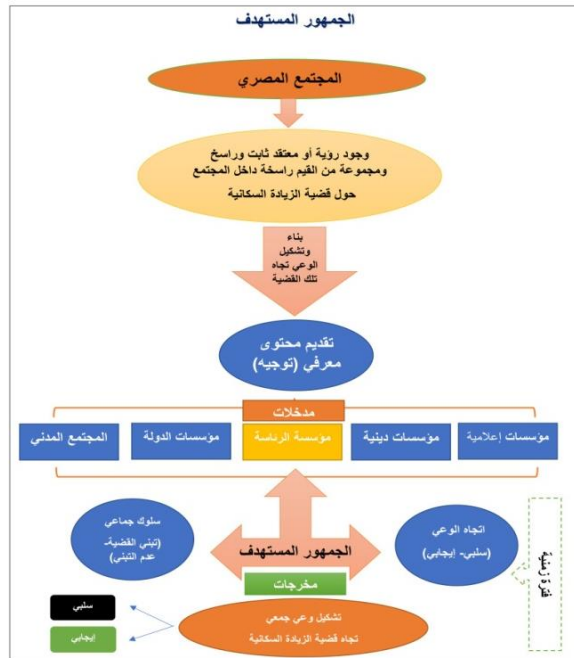 الجمهور المستهدف
المجتمع المصري
وجود رؤية أو معتقد ثابت وراسخ
ومجموعة من القيم راسخة داخل المجتمع
حول قضية الزيادة السكانية
بناء
وتشكيل
الوعي تجاه
تلك القضية
تقديم محتوى
معرفي (توجيه)
مدخلات
مؤسسات إعلامية
مؤسسات دينية
مؤسسة الرئاسة
مؤسسات الدولة
المجتمع المدني
اتجاه الوعي
(سلبي- إيجابي)
سلوك جماعي
(تبني القضية-
عدم التبني)
فترة زمنية
الجمهور المستهدف
مخرجات
تشكيل وعي جمعي
تجاه قضية الزيادة السكانية
سلبي
إيجابي